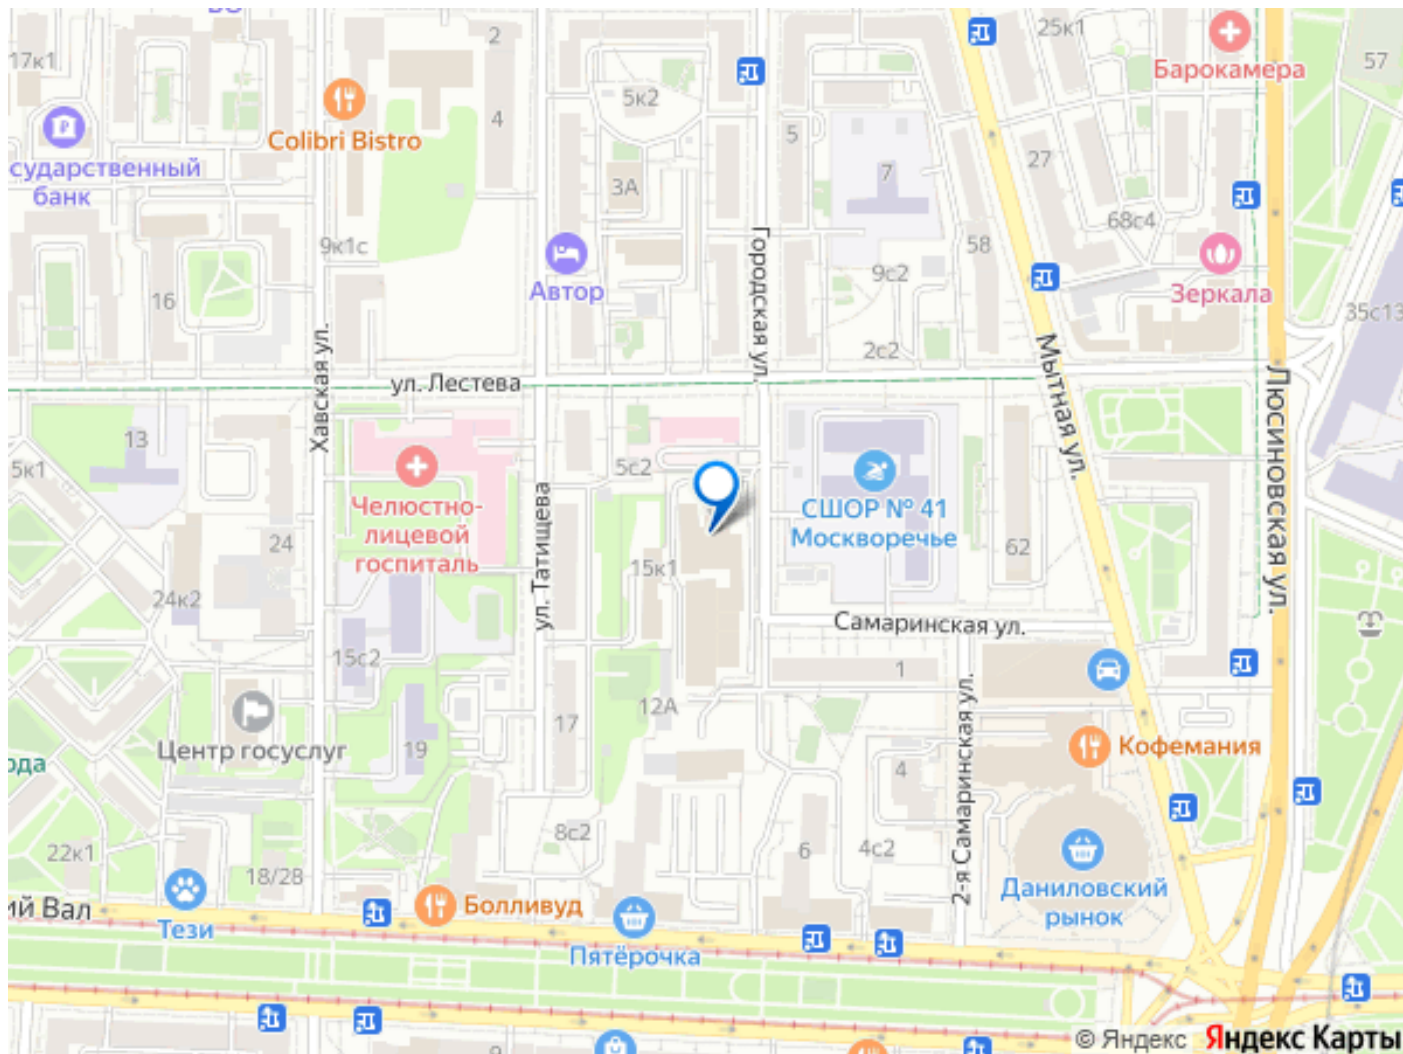 17к1
2
25к1
Барокамера
57
5к2
4
Colibri Bistro
5
27
7
сударственный
банк
3А
68с4
Городская ул.
58
9к1с
Автор
9с2
Зеркала
16
35с13
Хавская ул.
2с2
Мытная ул.
ул. Лестева
Люсиновская ул.
13
5к1
5с2
Челюстно-
лицевой
госпиталь
СШОР № 41
Москворечье
ул. Татищева
24
15к1
62
24к2
Самаринская ул.
15с2
1
12А
2-я Самаринская ул.
17
Центр госуслуг
19
Кофемания
ода
4
8с2
22к1
6
4с2
18/28
Даниловский
рынок
ий Вал
Болливуд
Тези
Пятёрочка
9
© Яндекс Яндекс Карты